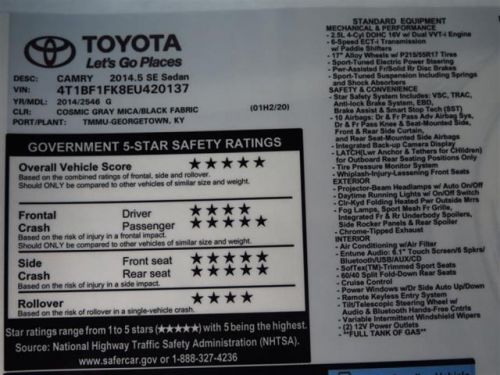 TOYOTA
Let's Go Places
DESC: CAMRY 2014.5 SE Sedan
VIN: 4T1BF1FK8EU420137
YR/MDL: 2014/2546 G
CLR: COSMIC GRAY MICA/BLACK FABRIC (01H2/20)
PORT/PLANT: TMMU-GEORGETOWN, KY
GOVERNMENT 5-STAR SAFETY RATINGS
Overall Vehicle Score ★★★★★
Based on the combined ratings of frontal, side and rollover.
Should ONLY be compared to other vehicles of similar size and weight.
Frontal Driver ★★★★
Crash Passenger ★★★★★
Based on the risk of injury in a frontal impact.
Should ONLY be compared to other vehicles of similar size and weight.
Side Front seat ★★★★★
Crash Rear seat ★★★★★
Based on the risk of injury in a side impact.
Rollover ★★★★
Based on the risk of rollover in a single-vehicle crash.
Star ratings range from 1 to 5 stars (★★★★★) with 5 being the highest.
Source: National Highway Traffic Safety Administration (NHTSA).
www.safercar.gov or 1-888-327-4236
STANDARD EQUIPMENT
MECHANICAL & PERFORMANCE
- 2.5L 4-Cyl DOHC 16V w/ Dual VVT-i Engine
- 6-Speed ECT-i Transmission
w/ Paddle Shifters
- 17" Alloy Wheels w/ P215/55R17 Tires
- Sport-Tuned Electric Power Steering
- Pwr-Assisted Fr/Solid Rr Disc Brakes
- Sport-Tuned Suspension Including Springs
and Shock Absorbers
SAFETY & CONVENIENCE
- Star Safety System Includes: VSC, TRAC,
Anti-lock Brake System, EBD,
Brake Assist & Smart Stop Tech (SST)
- 10 Airbags: Dr & Fr Pass Adv Airbag Sys,
Dr & Fr Pass Knee & Seat-Mounted Side,
Front & Rear Side Curtain,
and Rear Seat-Mounted Side Airbags
- Integrated Back-up Camera Display
- LATCH(Lwr Anchor & Tethers for CHildren)
for Outboard Rear Seating Positions Only
- Tire Pressure Monitor System
- Whiplash-Injury-Lessening Front Seats
EXTERIOR
- Projector-Beam Headlamps w/ Auto On/Off
- Daytime Running Lights w/ On/Off Switch
- Clr-Kyd Folding Heated Pwr Outside Mrrs
- Fog Lamps, Sport Mesh Fr Grille,
Integrated Fr & Rr Underbody Spoilers,
Side Rocker Panels & Rear Spoiler
- Chrome-Tipped Exhaust
INTERIOR
- Air Conditioning w/Air Filter
- Entune Audio: 6.1" Touch Screen/6 Spkrs/
Bluetooth/USB/AUX/CD
- SofTex(TM)-Trimmed Sport Seats
- 60/40 Split Fold-Down Rear Seats
- Cruise Control
- Power Windows w/Dr Side Auto Up/Down
- Remote Keyless Entry System
- Tilt/Telescopic Steering Wheel w/
Audio & Bluetooth Hands-Free Controls
- Variable Intermittent Windshield Wipers
- (2) 12V Power Outlets
- **FULL TANK OF GAS**